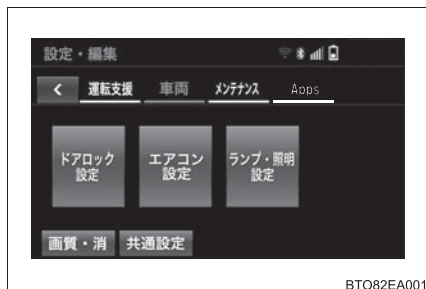 設定・編集
< 運転支援 車両 メンテナンス Apps
ドアロック
設定
エアコン
設定
ランプ・照明
設定
画質・消 共通設定
BTO82EA001